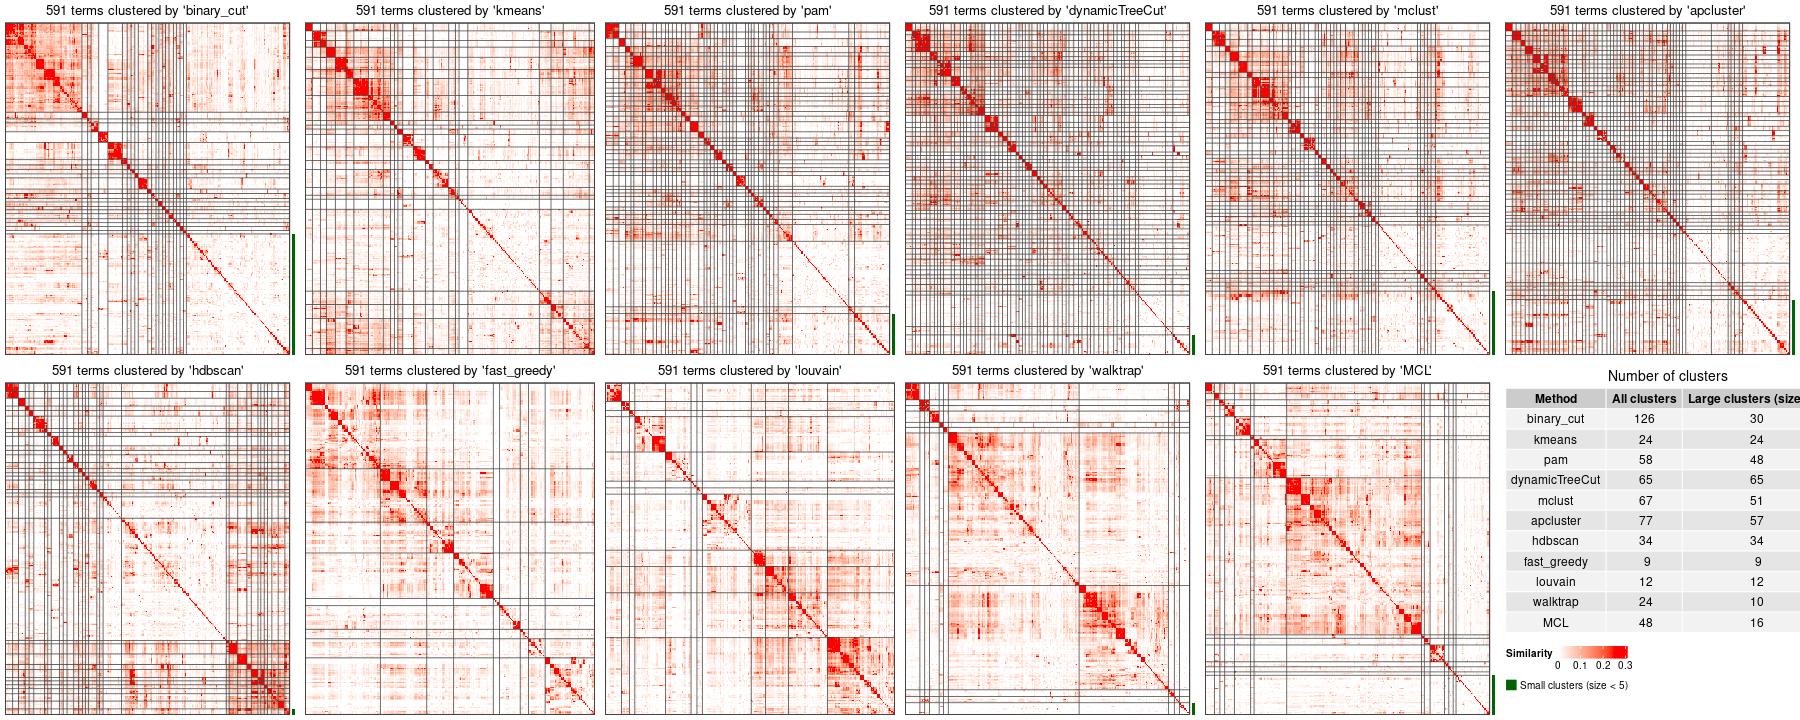 591 terms clustered by 'binary_cut'
591 terms clustered by 'kmeans'
591 terms clustered by 'pam'
591 terms clustered by 'dynamicTreeCut'
591 terms clustered by 'mclust'
591 terms clustered by 'apcluster'
591 terms clustered by 'hdbscan'
591 terms clustered by 'fast_greedy'
591 terms clustered by 'louvain'
591 terms clustered by 'walktrap'
591 terms clustered by 'MCL'
Number of clusters
Method All clusters Large clusters (size
binary_cut 126 30
kmeans 24 24
pam 58 48
dynamicTreeCut 65 65
mclust 67 51
apcluster 77 57
hdbscan 34 34
fast_greedy 9 9
louvain 12 12
walktrap 24 10
MCL 48 16
Similarity
0 0.1 0.2 0.3
Small clusters (size < 5)